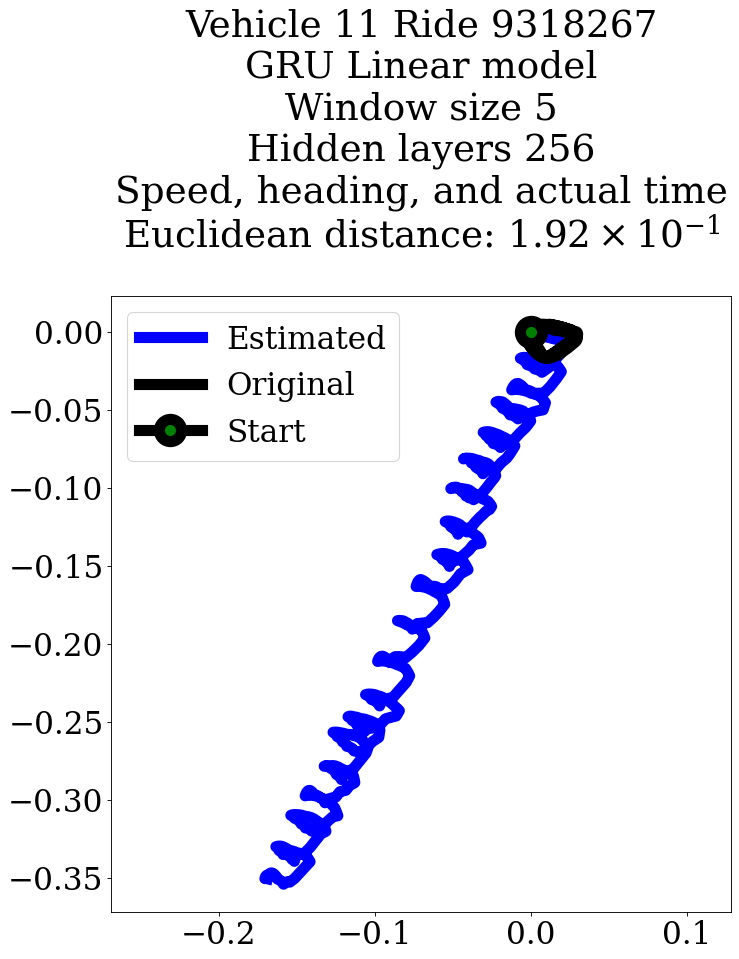 Vehicle 11 Ride 9318267
GRU Linear model
Window size 5
Hidden layers 256
Speed, heading, and actual time
Euclidean distance: 1.92 × 10⁻¹
Estimated
Original
Start
0.00
−0.05
−0.10
−0.15
−0.20
−0.25
−0.30
−0.35
−0.2
−0.1
0.0
0.1